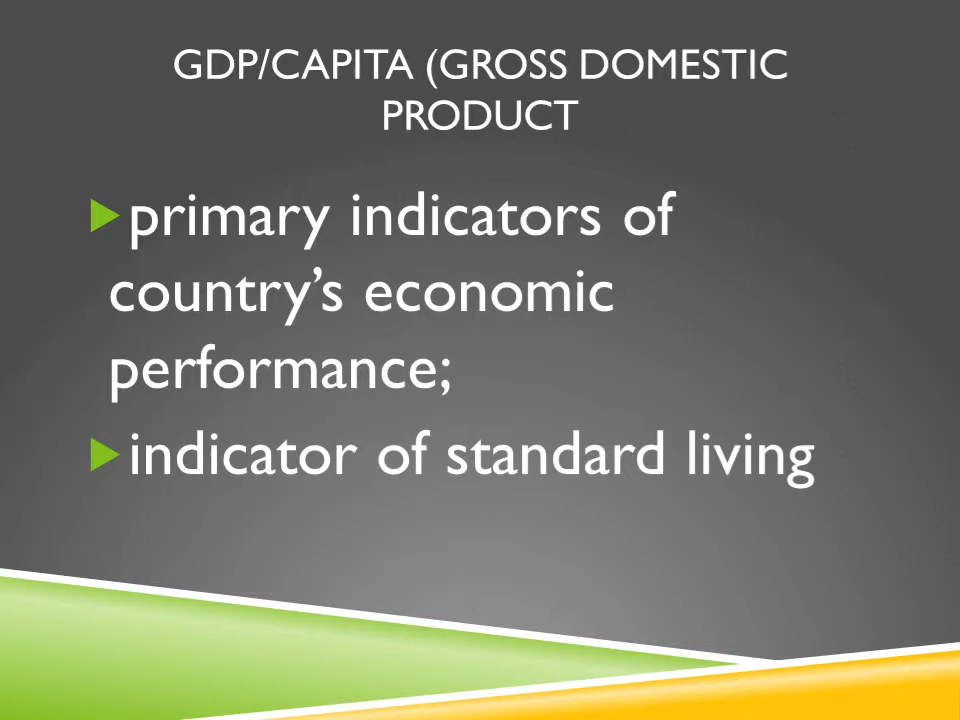 GDP/CAPITA (GROSS DOMESTIC
PRODUCT
primary indicators of
country’s economic
performance;
indicator of standard living